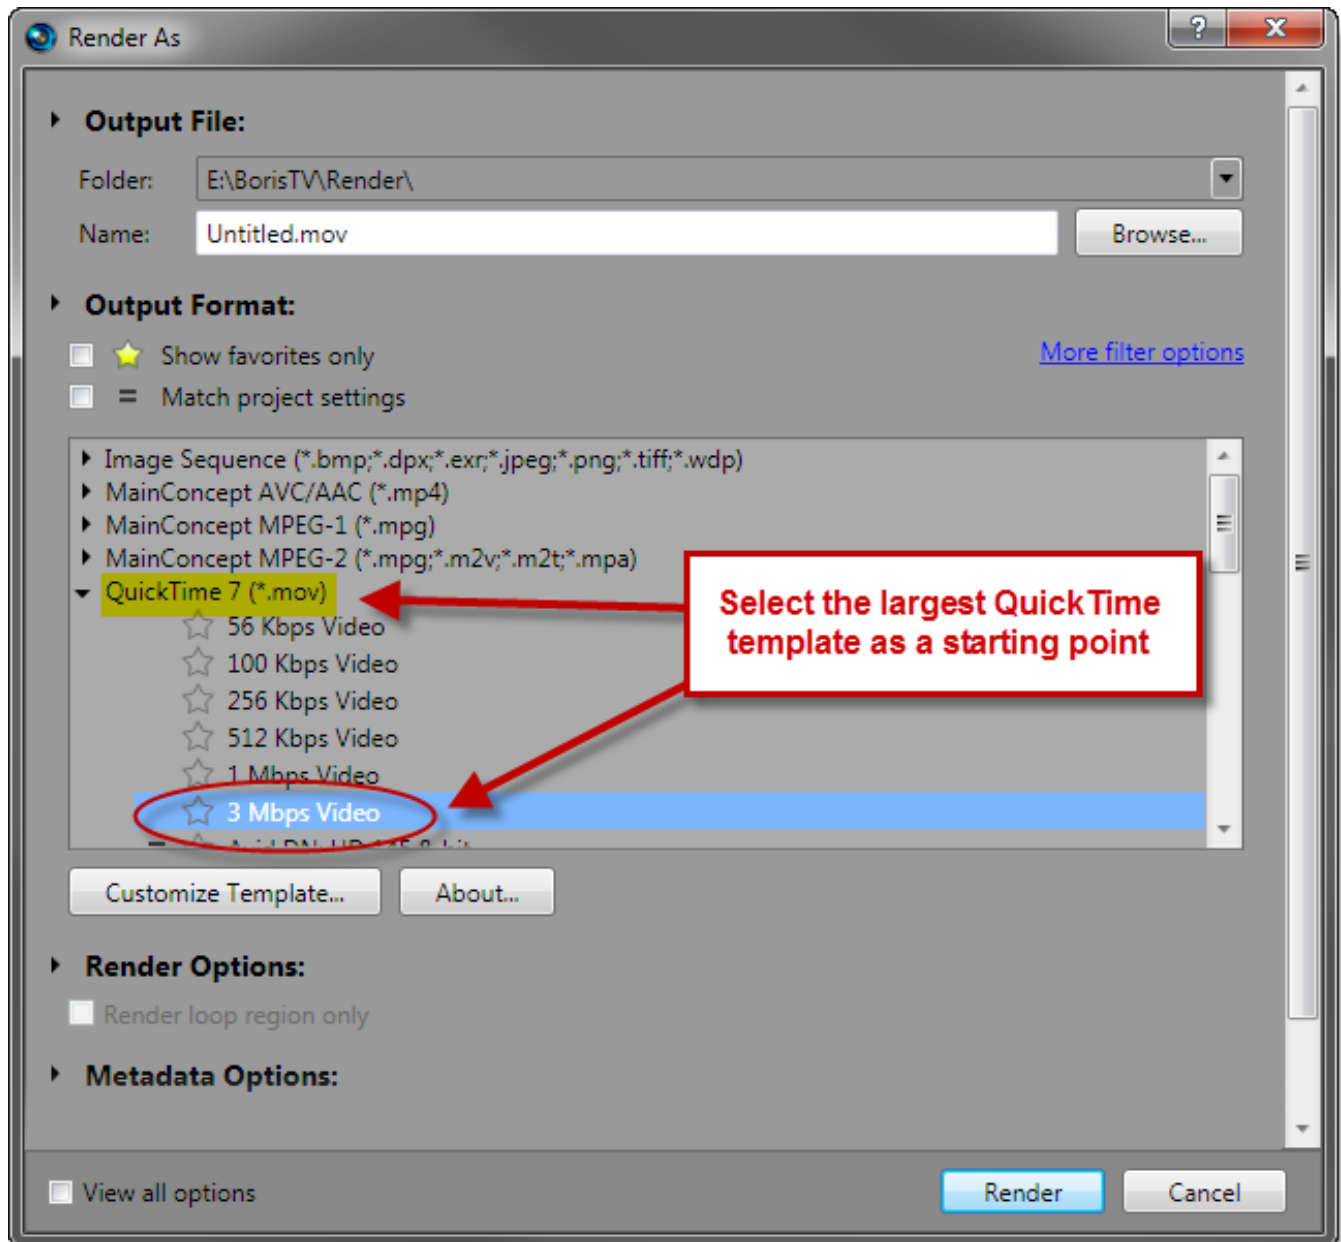 Render As
?
Output File:
Folder: E:\BorisTV\Render\
Name: Untitled.mov Browse...
Output Format:
Show favorites only More filter options
= Match project settings
Image Sequence (*.bmp;*.dpx;*.exr;*.jpeg;*.png;*.tiff;*.wdp)
MainConcept AVC/AAC (*.mp4)
MainConcept MPEG-1 (*.mpg)
MainConcept MPEG-2 (*.mpg;*.m2v;*.m2t;*.mpa)
QuickTime 7 (*.mov)
56 Kbps Video
100 Kbps Video
256 Kbps Video
512 Kbps Video
1 Mbps Video
3 Mbps Video
Select the largest QuickTime
template as a starting point
Customize Template... About...
Render Options:
Render loop region only
Metadata Options:
View all options Render Cancel